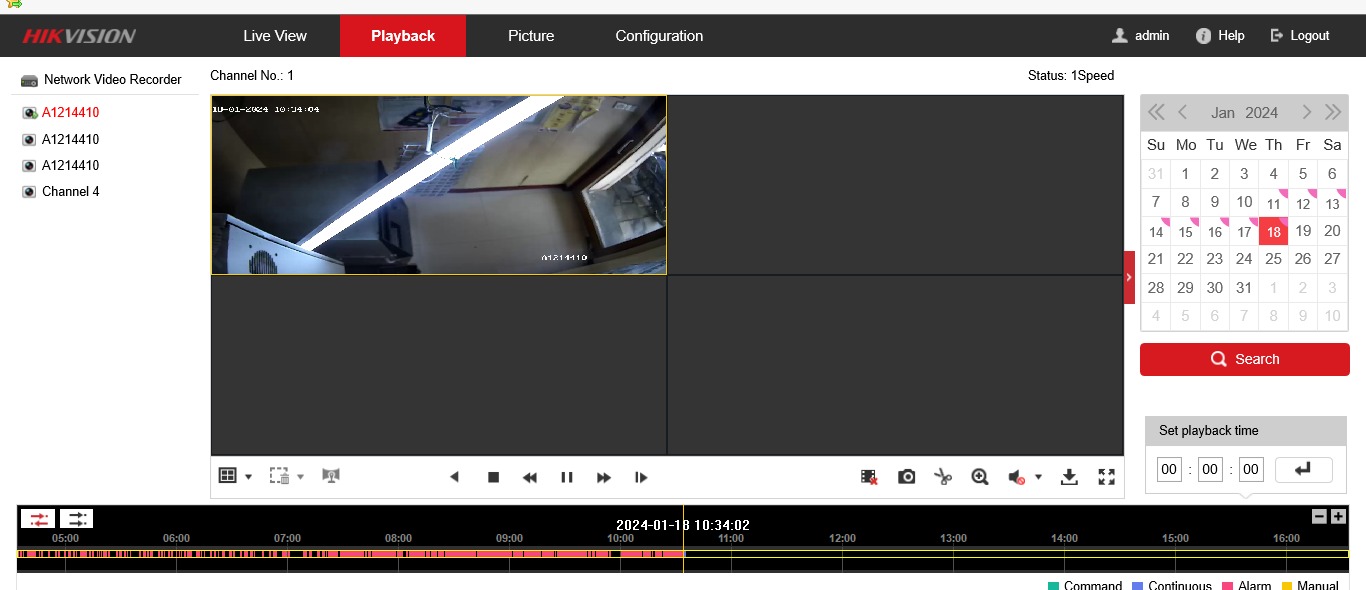 HIKVISION Live View Playback Picture Configuration admin Help Logout
Network Video Recorder
A1214410
A1214410
A1214410
Channel 4
Channel No.: 1
Status: 1Speed
18-01-2024 10:34:04
A1214410
Jan 2024
Su Mo Tu We Th Fr Sa
31 1 2 3 4 5 6
7 8 9 10 11 12 13
14 15 16 17 18 19 20
21 22 23 24 25 26 27
28 29 30 31 1 2 3
4 5 6 7 8 9 10
Search
Set playback time
00 : 00 : 00
2024-01-18 10:34:02
05:00 06:00 07:00 08:00 09:00 10:00 11:00 12:00 13:00 14:00 15:00 16:00
Command Continuous Alarm Manual